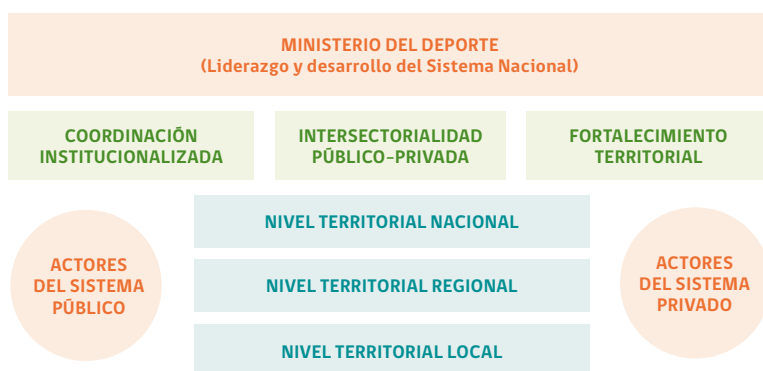 MINISTERIO DEL DEPORTE
(Liderazgo y desarrollo del Sistema Nacional)
COORDINACIÓN
INSTITUCIONALIZADA
INTERSECTORIALIDAD
PÚBLICO-PRIVADA
FORTALECIMIENTO
TERRITORIAL
ACTORES
DEL SISTEMA
PÚBLICO
NIVEL TERRITORIAL NACIONAL
NIVEL TERRITORIAL REGIONAL
NIVEL TERRITORIAL LOCAL
ACTORES
DEL SISTEMA
PRIVADO